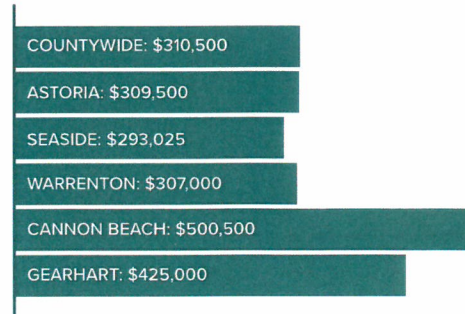 COUNTYWIDE: $310,500
ASTORIA: $309,500
SEASIDE: $293,025
WARRENTON: $307,000
CANNON BEACH: $500,500
GEARHART: $425,000